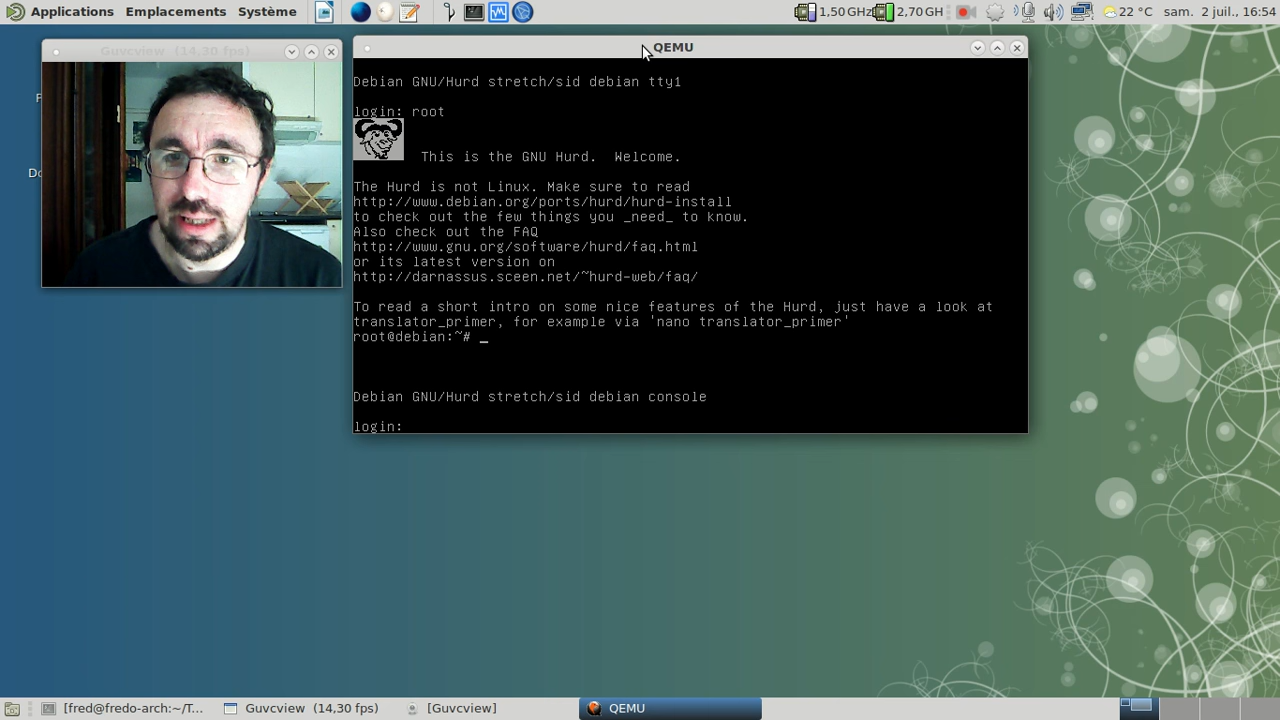 Applications Emplacements Système 1,50 GHz 2,70 GH 22 °C sam. 2 juil., 16:54
Guvcview (14,30 fps)
QEMU
Debian GNU/Hurd stretch/sid debian tty1
login: root
This is the GNU Hurd. Welcome.
The Hurd is not Linux. Make sure to read
http://www.debian.org/ports/hurd/hurd-install
to check out the few things you _need_ to know.
Also check out the FAQ
http://www.gnu.org/software/hurd/faq.html
or its latest version on
http://darnassus.sceen.net/~hurd-web/faq/
To read a short intro on some nice features of the Hurd, just have a look at
translator_primer, for example via 'nano translator_primer'
root@debian:~# _
Debian GNU/Hurd stretch/sid debian console
login:
[fred@fredo-arch:~/T... Guvcview (14,30 fps) [Guvcview] QEMU